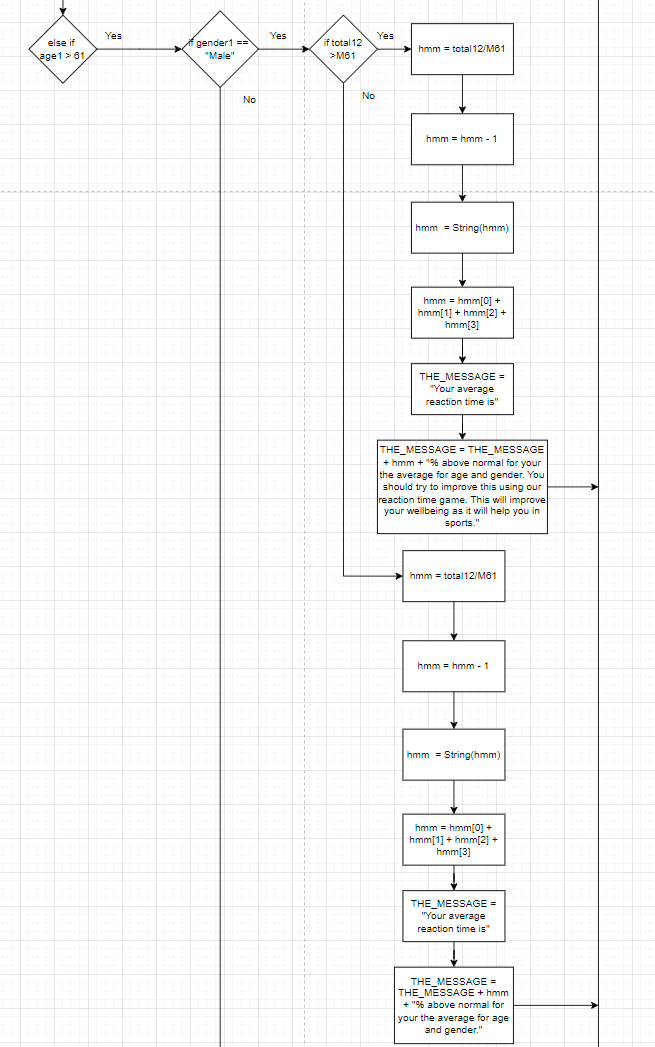 else if
age1 > 61
Yes
if gender1 ==
"Male"
Yes
No
if total12
>M61
Yes
No
hmm = total12/M61
hmm = hmm - 1
hmm = String(hmm)
hmm = hmm[0] +
hmm[1] + hmm[2] +
hmm[3]
THE_MESSAGE =
"Your average
reaction time is"
THE_MESSAGE = THE_MESSAGE
+ hmm + "% above normal for your
the average for age and gender. You
should try to improve this using our
reaction time game. This will improve
your wellbeing as it will help you in
sports."
hmm = total12/M61
hmm = hmm - 1
hmm = String(hmm)
hmm = hmm[0] +
hmm[1] + hmm[2] +
hmm[3]
THE_MESSAGE =
"Your average
reaction time is"
THE_MESSAGE =
THE_MESSAGE + hmm
+ "% above normal for
your the average for age
and gender."